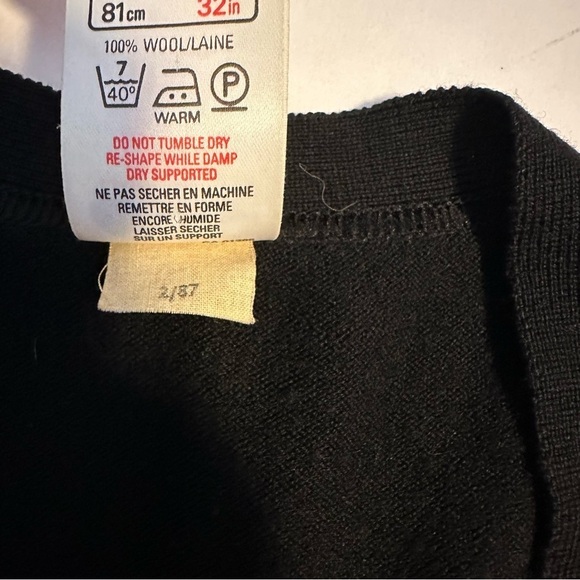 81cm 32in
100% WOOL/LAINE
7
40°
P
WARM
DO NOT TUMBLE DRY
RE-SHAPE WHILE DAMP
DRY SUPPORTED
NE PAS SECHER EN MACHINE
REMETTRE EN FORME
ENCORE HUMIDE
LAISSER SECHER
SUR UN SUPPORT
2/87